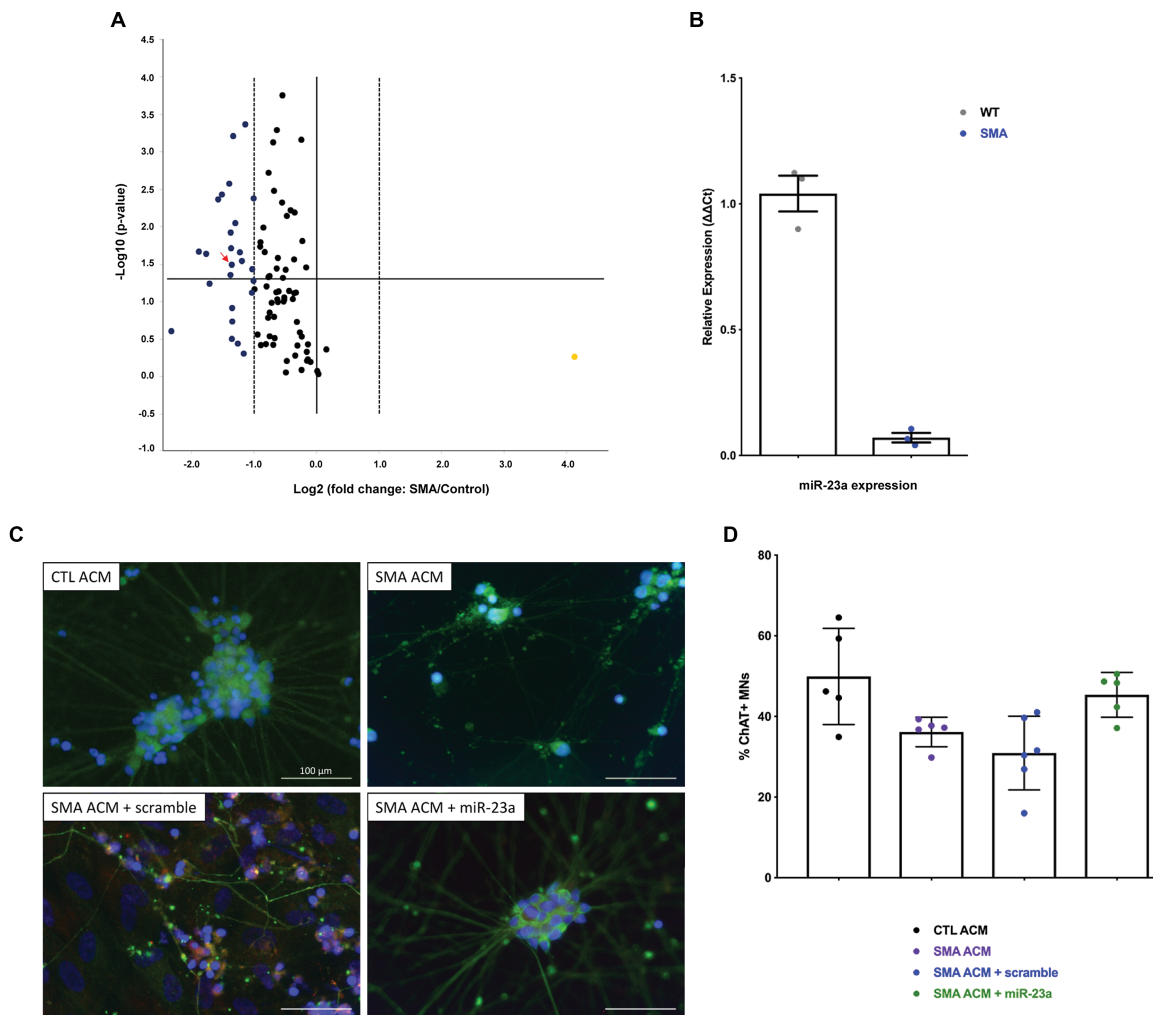 A
4.5
4.0
3.5
3.0
2.5
2.0
1.5
1.0
0.5
0.0
-0.5
-1.0
-Log10 (p-value)
-2.0 -1.0 0.0 1.0 2.0 3.0 4.0
Log2 (fold change: SMA/Control)
B
1.5
1.0
0.5
0.0
Relative Expression (ΔΔCt)
WT
SMA
miR-23a expression
C
CTL ACM
100 µm
SMA ACM
SMA ACM + scramble
SMA ACM + miR-23a
D
80
60
40
20
0
% ChAT+ MNs
CTL ACM
SMA ACM
SMA ACM + scramble
SMA ACM + miR-23a